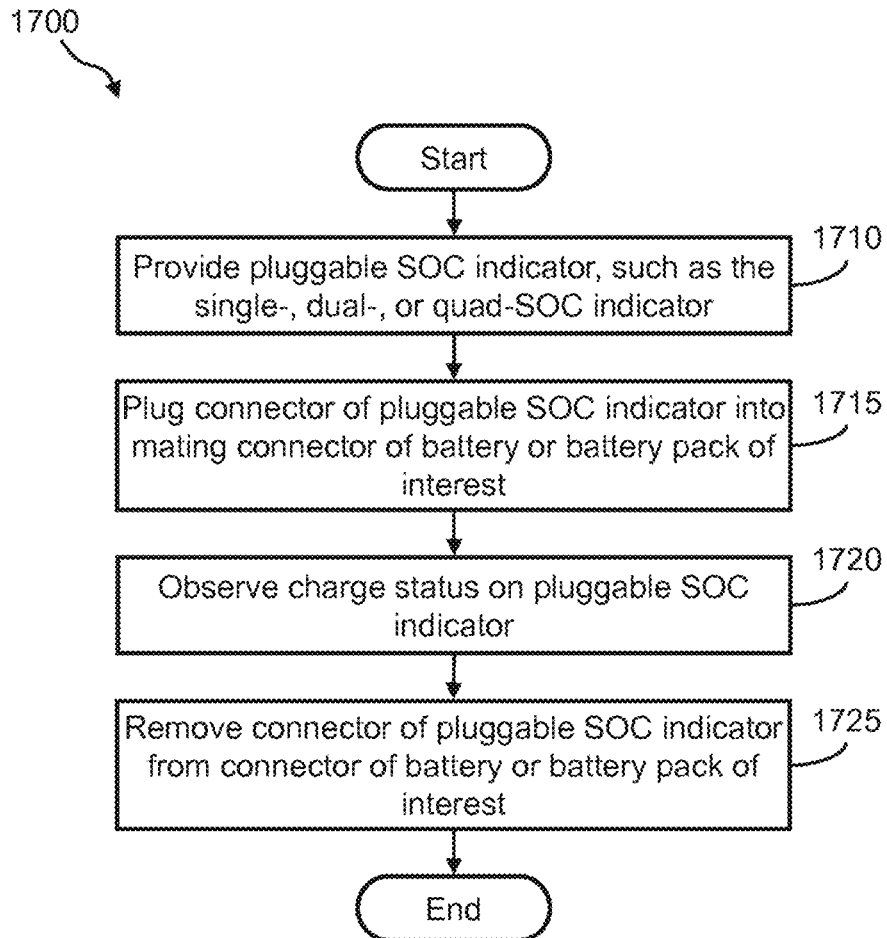 1700
Start
1710
Provide pluggable SOC indicator, such as the
single-, dual-, or quad-SOC indicator
1715
Plug connector of pluggable SOC indicator into
mating connector of battery or battery pack of
interest
1720
Observe charge status on pluggable SOC
indicator
1725
Remove connector of pluggable SOC indicator
from connector of battery or battery pack of
interest
End